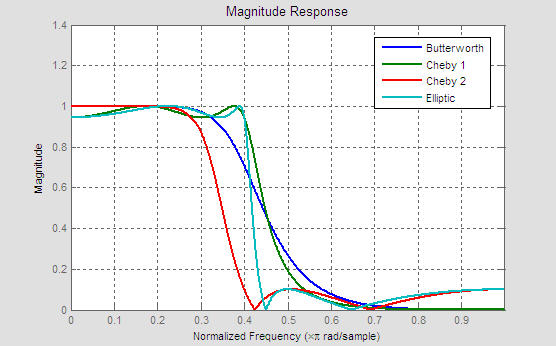 Magnitude Response
1.4
1.2
1
0.8
0.6
0.4
0.2
0
Magnitude
Butterworth
Cheby 1
Cheby 2
Elliptic
0 0.1 0.2 0.3 0.4 0.5 0.6 0.7 0.8 0.9
Normalized Frequency (×π rad/sample)